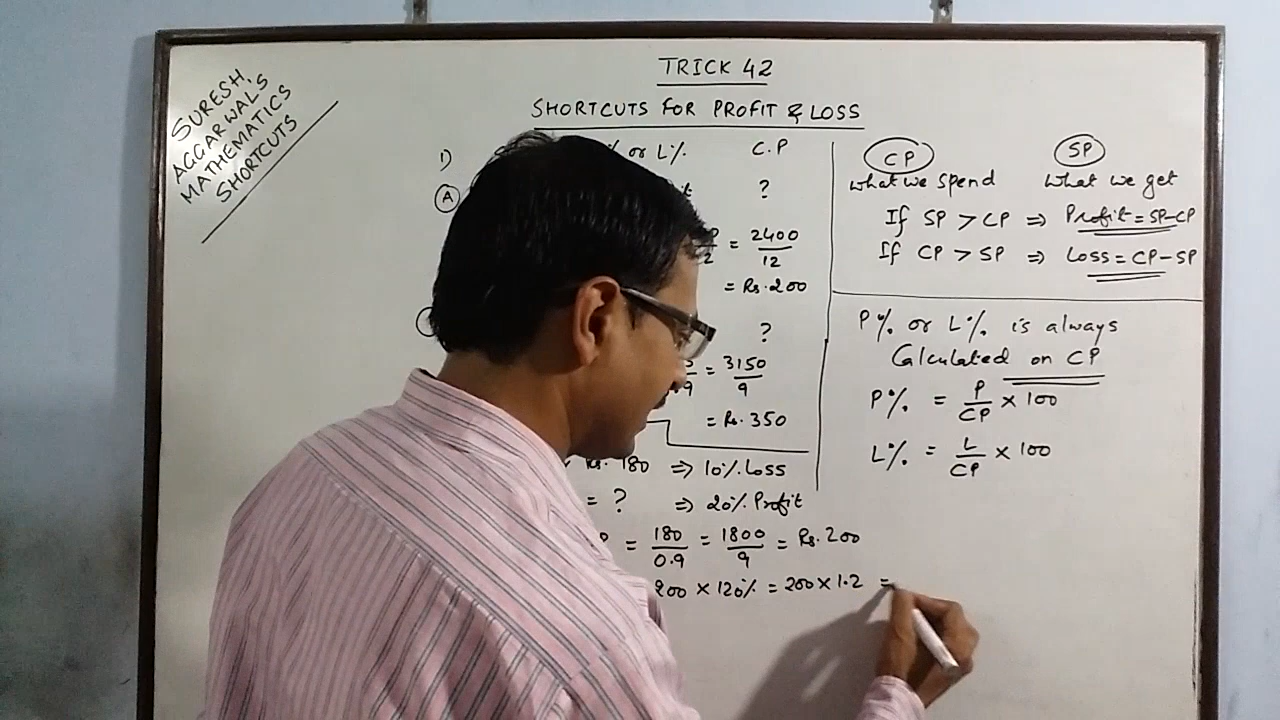 SURESH
AGGARWAL'S
MATHEMATICS
SHORTCUTS
TRICK 42
SHORTCUTS FOR PROFIT & LOSS
1) % or L% C.P
A ?
= 2400/12
= Rs. 200
?
= 3150/9
= Rs. 350
Rs. 180 ⇒ 10% Loss
= ? ⇒ 20% Profit
= 180/0.9 = 1800/9 = Rs. 200
200 × 120% = 200 × 1.2 =
CP SP
What we spend What we get
If SP > CP ⇒ Profit = SP-CP
If CP > SP ⇒ Loss = CP-SP
P% or L% is always
Calculated on CP
P% = P/CP × 100
L% = L/CP × 100